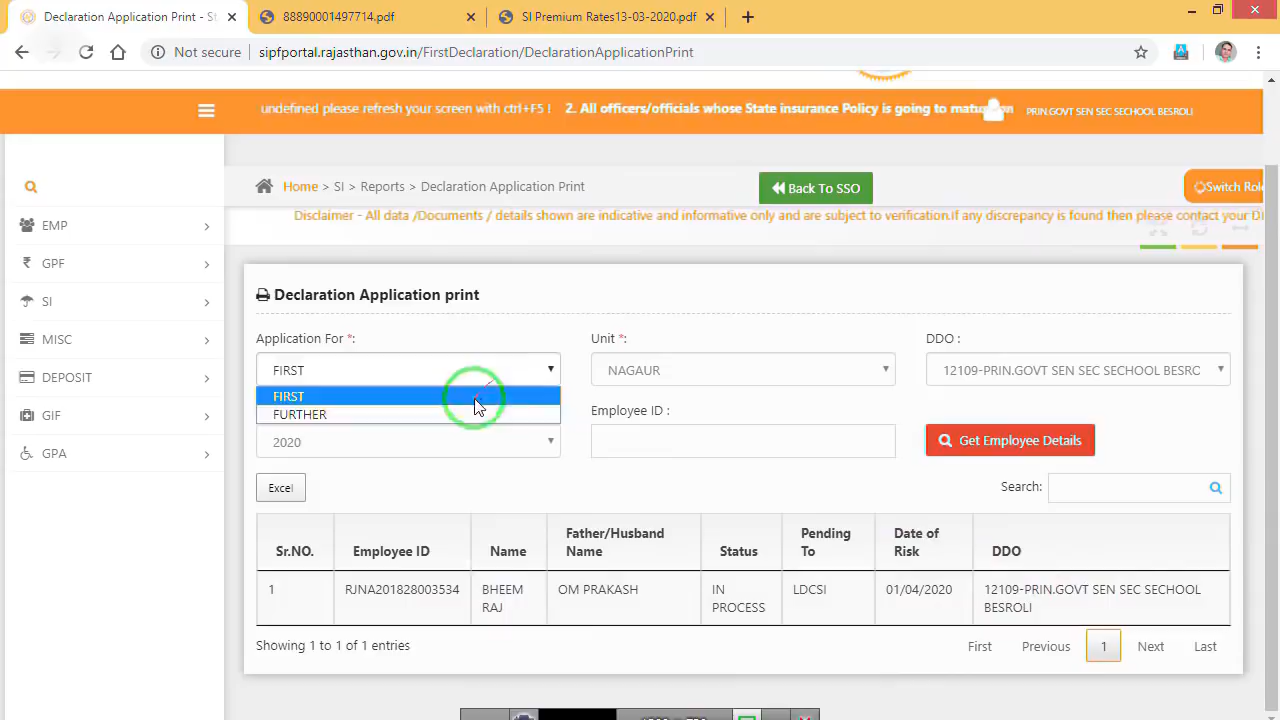 Declaration Application Print - St
88890001497714.pdf
SI Premium Rates13-03-2020.pdf
Not secure
sipfportal.rajasthan.gov.in/FirstDeclaration/DeclarationApplicationPrint
undefined please refresh your screen with ctrl+F5 !
2. All officers/officials whose State insurance Policy is going to mature on
PRIN.GOVT SEN SEC SECHOOL BESROLI
Home > SI > Reports > Declaration Application Print
Back To SSO
Switch Role
Disclaimer - All data /Documents / details shown are indicative and informative only and are subject to verification.If any discrepancy is found then please contact your DI
EMP
GPF
SI
MISC
DEPOSIT
GIF
GPA
Declaration Application print
Application For *:
Unit *:
DDO :
FIRST
NAGAUR
12109-PRIN.GOVT SEN SEC SECHOOL BESRC
FIRST
FURTHER
Employee ID :
2020
Get Employee Details
Excel
Search:
Sr.NO.
Employee ID
Name
Father/Husband Name
Status
Pending To
Date of Risk
DDO
1
RJNA201828003534
BHEEM RAJ
OM PRAKASH
IN PROCESS
LDCSI
01/04/2020
12109-PRIN.GOVT SEN SEC SECHOOL BESROLI
Showing 1 to 1 of 1 entries
First
Previous
1
Next
Last